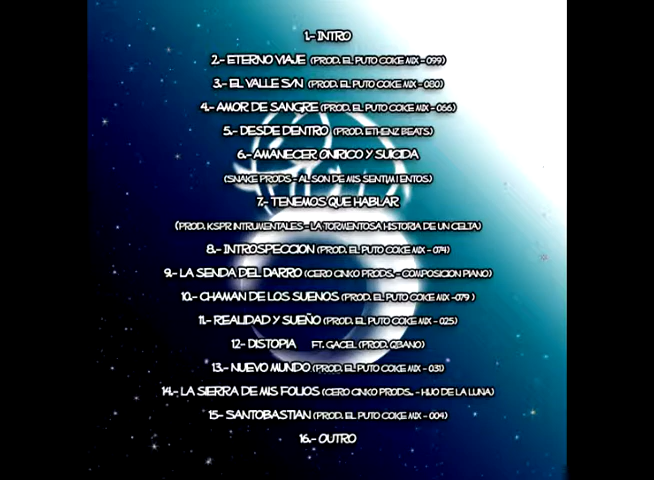 1.- INTRO
2.- ETERNO VIAJE (PROD. EL PUTO COKE MIX - 099)
3.- EL VALLE S/N (PROD. EL PUTO COKE MIX - 080)
4.- AMOR DE SANGRE (PROD. EL PUTO COKE MIX - 066)
5.- DESDE DENTRO (PROD. ETHENZ BEATS)
6.- AMANECER ONIRICO Y SUICIDA
(SNAKE PRODS - AL SON DE MIS SENTIMIENTOS)
7.- TENEMOS QUE HABLAR
(PROD. KSPR INTRUMENTALES - LA TORMENTOSA HISTORIA DE UN CELTA)
8.- INTROSPECCION (PROD. EL PUTO COKE MIX - 074)
9.- LA SENDA DEL DARRO (CERO CINKO PRODS. - COMPOSICION PIANO)
10.- CHAMAN DE LOS SUENOS (PROD. EL PUTO COKE MIX -079 )
11.- REALIDAD Y SUEÑO (PROD. EL PUTO COKE MIX - 025)
12.- DISTOPIA FT. GACEL (PROD. QBANO)
13.- NUEVO MUNDO (PROD. EL PUTO COKE MIX - 031)
14.- LA SIERRA DE MIS FOLIOS (CERO CINKO PRODS.. - HIJO DE LA LUNA)
15.- SANTOBASTIAN (PROD. EL PUTO COKE MIX - 004)
16.- OUTRO